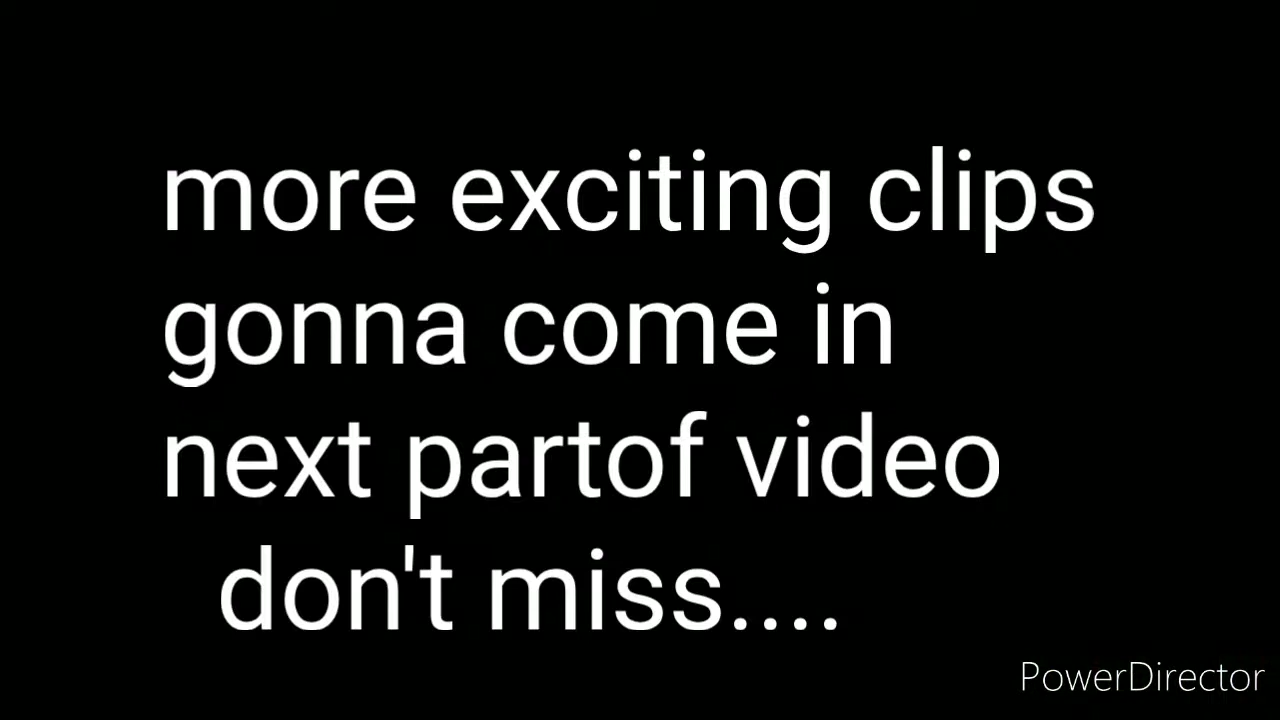 more exciting clips
gonna come in
next partof video
don't miss....
PowerDirector